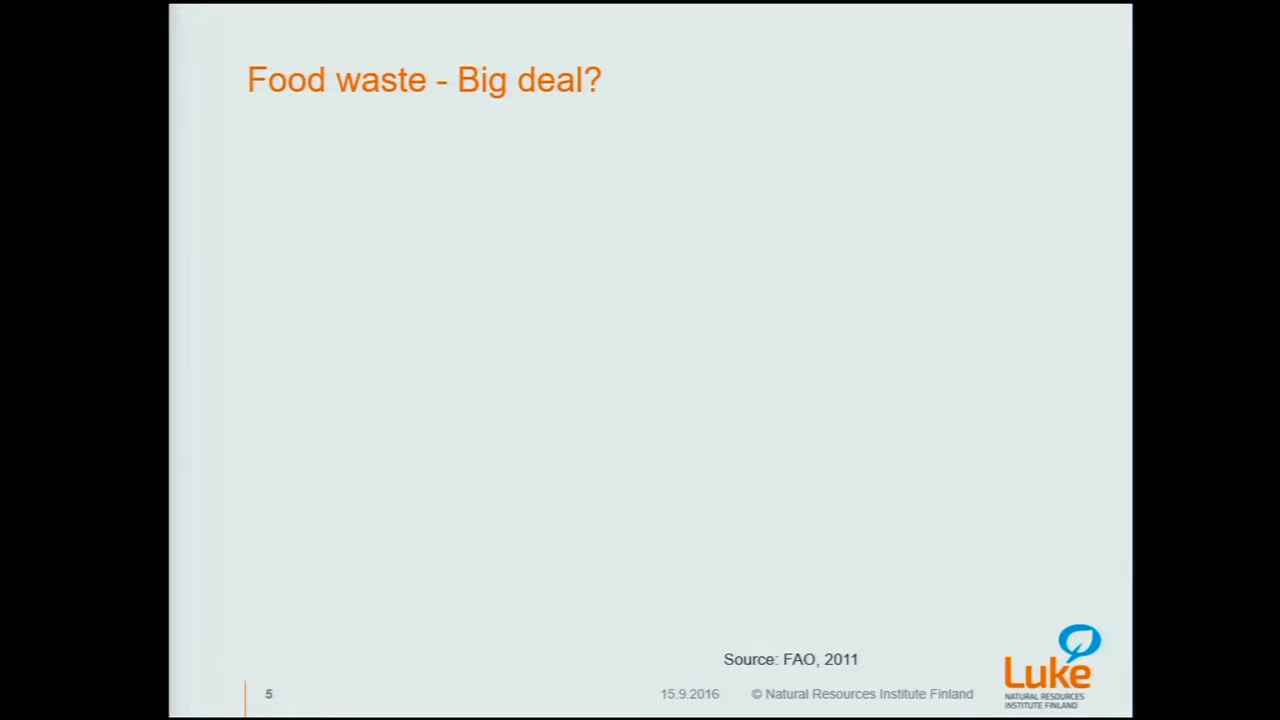 Food waste - Big deal?
Source: FAO, 2011
5
15.9.2016
© Natural Resources Institute Finland
Luke
NATURAL RESOURCES
INSTITUTE FINLAND